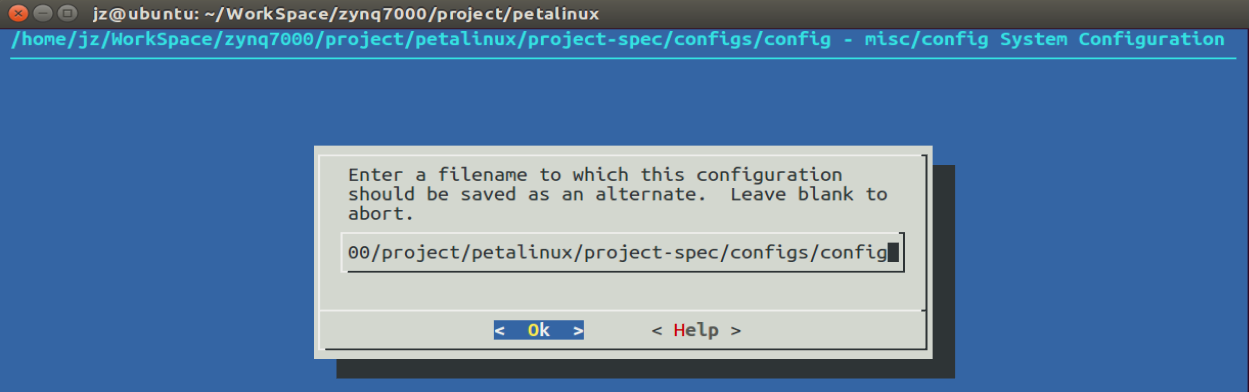 jz@ubuntu: ~/WorkSpace/zynq7000/project/petalinux
/home/jz/WorkSpace/zynq7000/project/petalinux/project-spec/configs/config - misc/config System Configuration
Enter a filename to which this configuration
should be saved as an alternate.  Leave blank to
abort.
00/project/petalinux/project-spec/configs/config
<  Ok  > < Help >